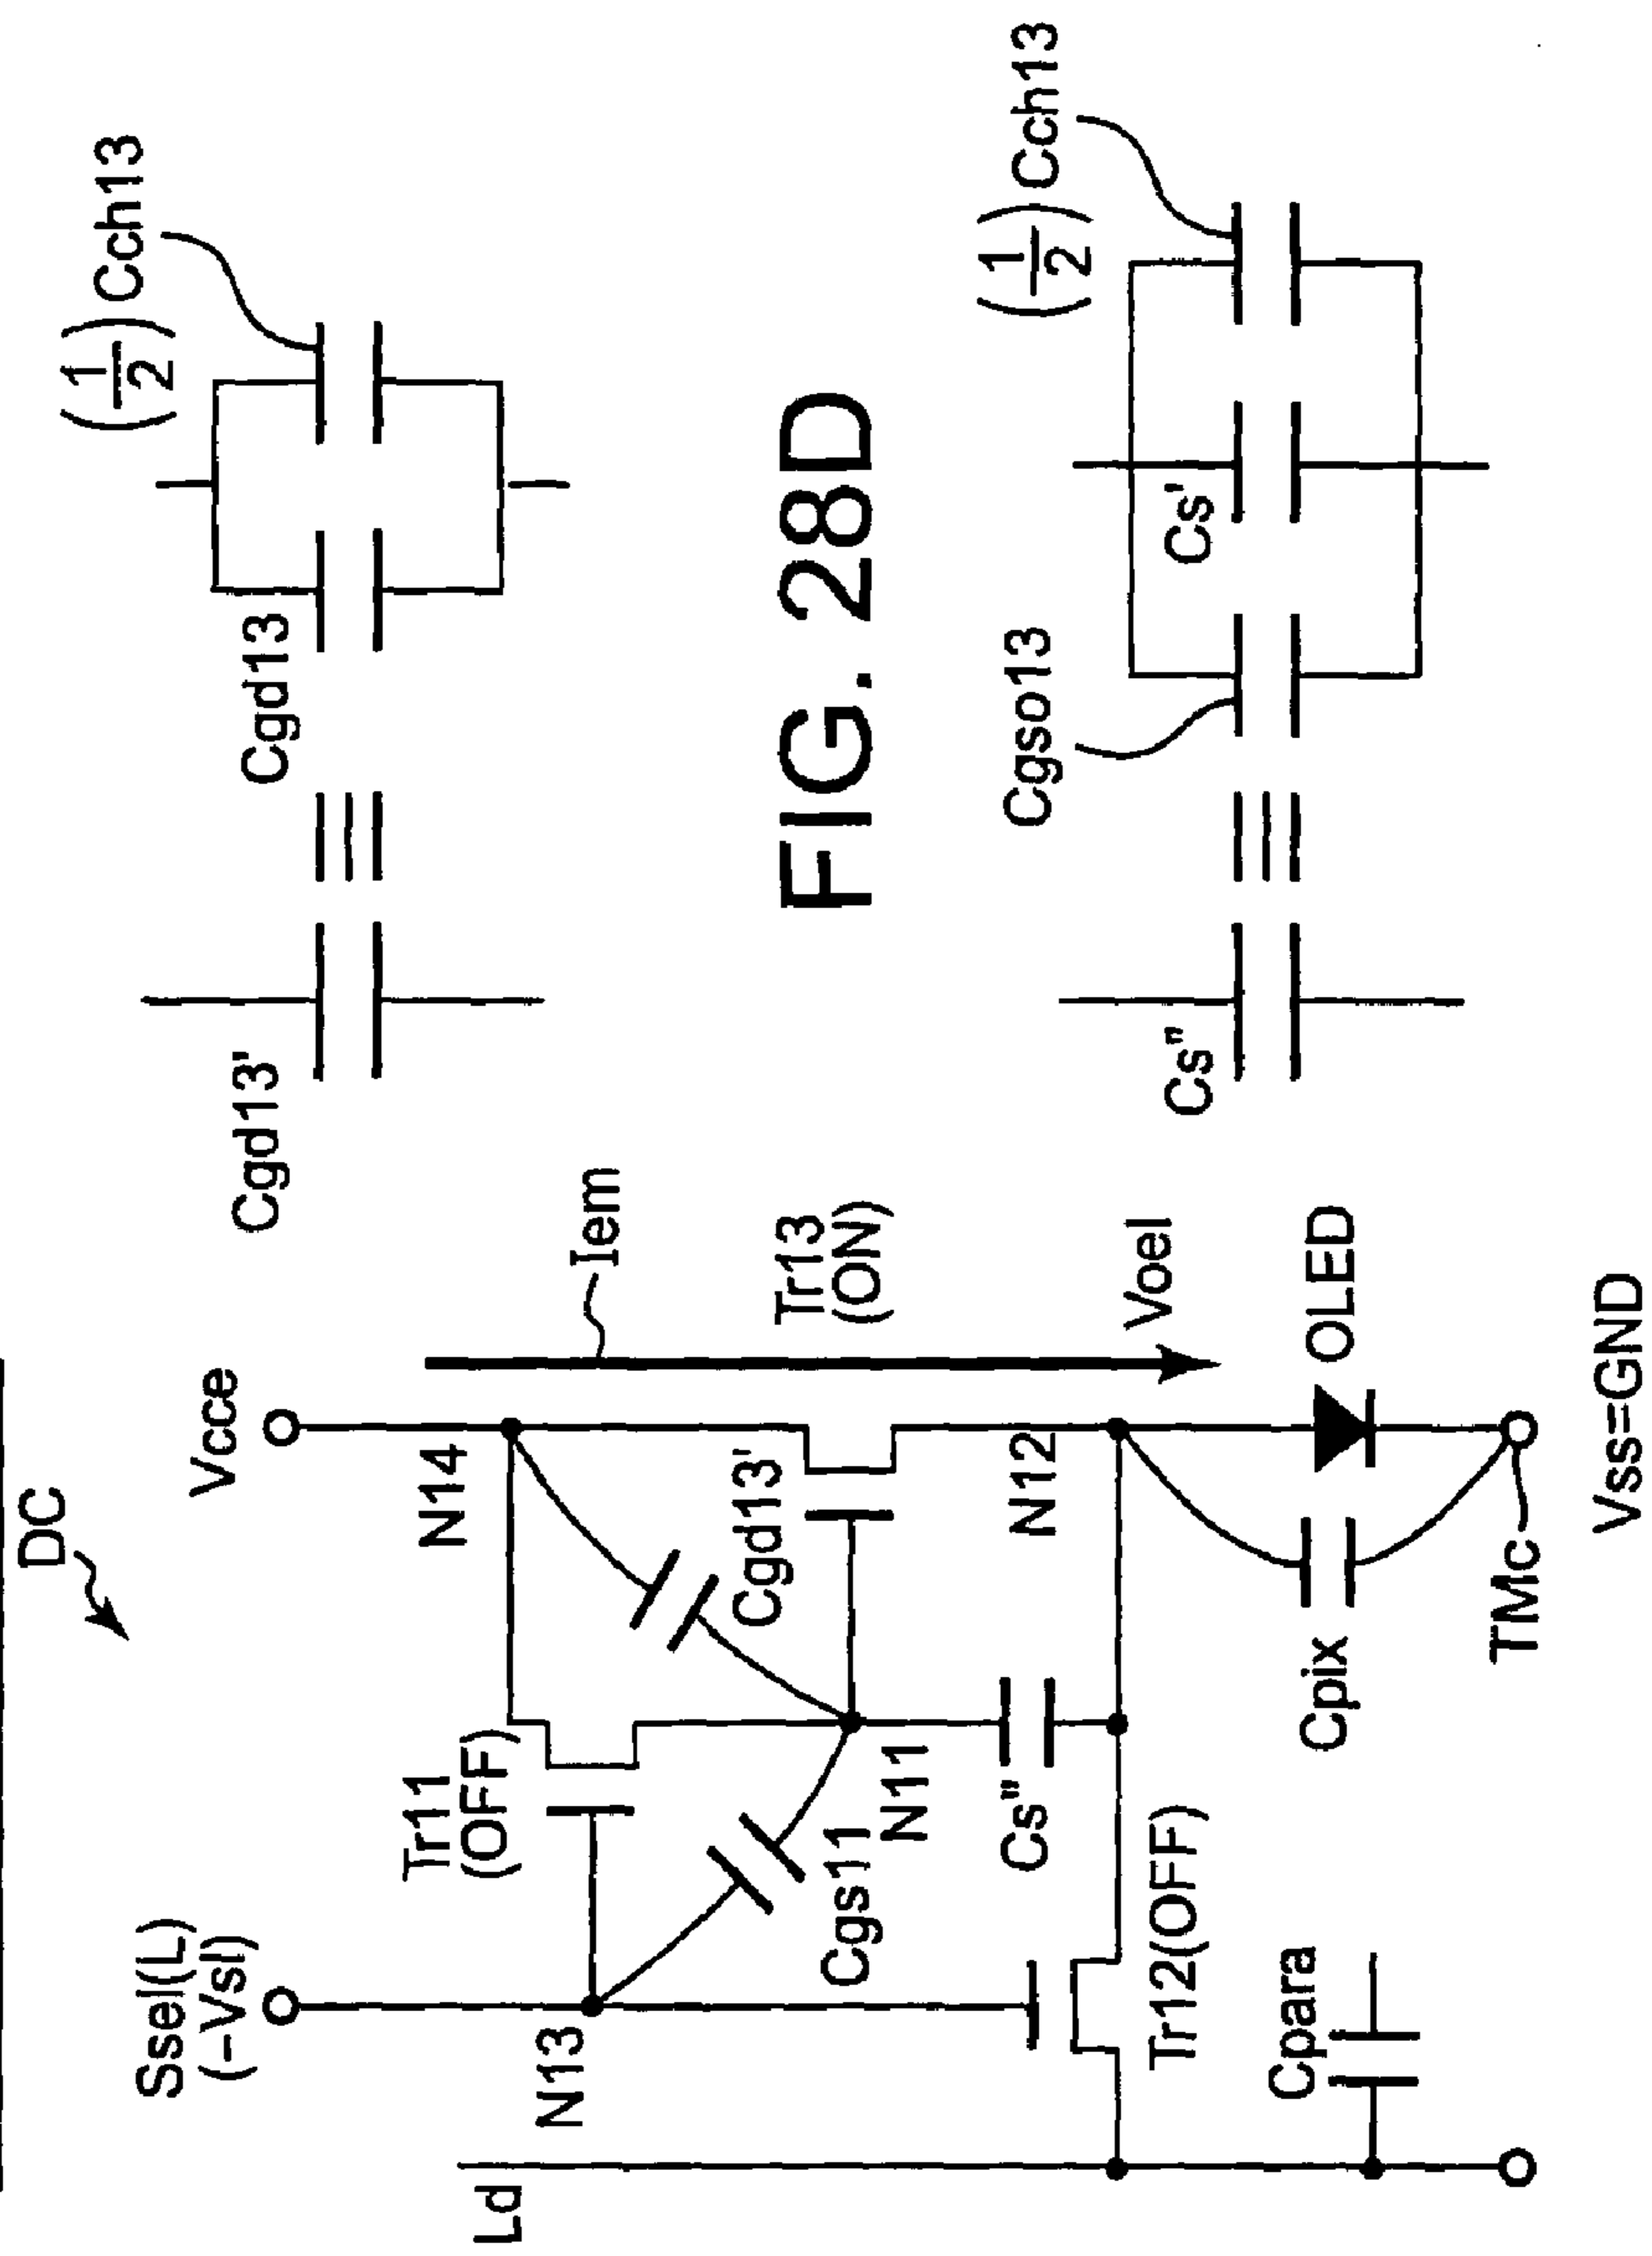 DC
Ssel(L)
(−Vsl)
Vcce
Tr11
(OFF)
N14
Iem
N13
Cgd13'
Tr13
(ON)
Cgs11
N11
Ld
Cs"
N12
Voel
Tr12(OFF)
Cpara
Cpix
OLED
TMc
Vss=GND
Cgd13'
Cgd13
(1/2) Cch13
FIG. 28D
Cs"
Cgso13
Cs'
(1/2) Cch13